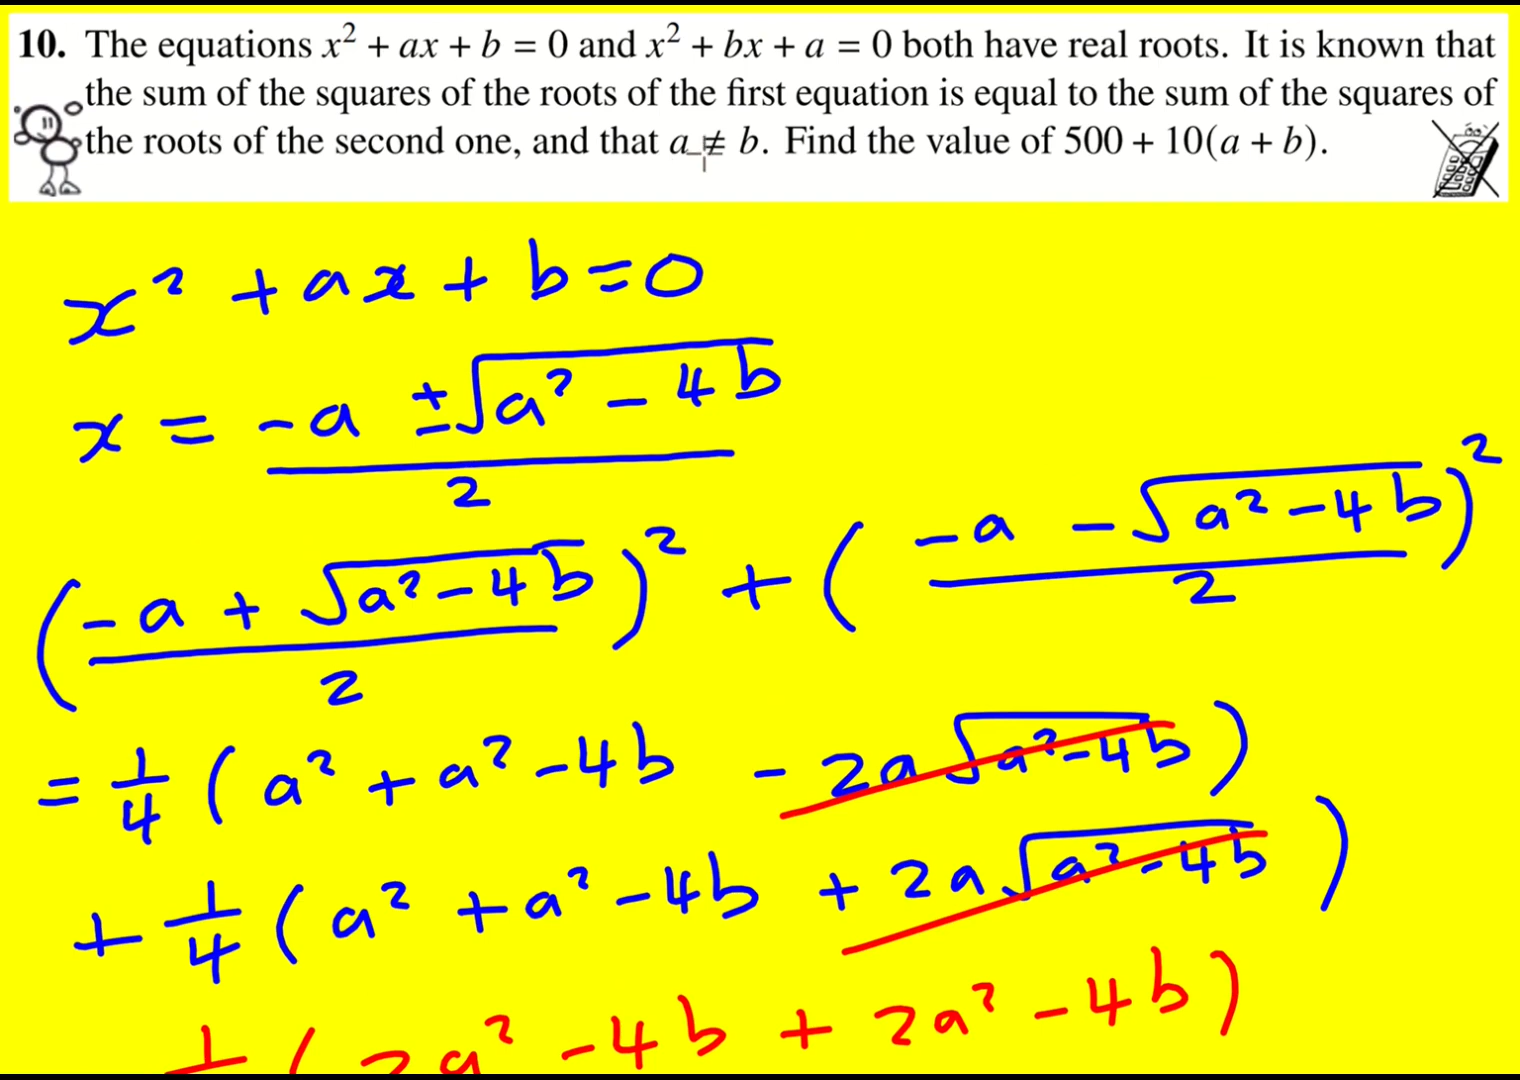 10. The equations x² + ax + b = 0 and x² + bx + a = 0 both have real roots. It is known that
the sum of the squares of the roots of the first equation is equal to the sum of the squares of
the roots of the second one, and that a ≠ b. Find the value of 500 + 10(a + b).
x² + ax + b = 0
x = (-a ± √(a² - 4b)) / 2
((-a + √(a² - 4b)) / 2)² + ((-a - √(a² - 4b)) / 2)²
= 1/4 (a² + a² - 4b - 2a√(a² - 4b))
+ 1/4 (a² + a² - 4b + 2a√(a² - 4b))
(2a² - 4b + 2a² - 4b)